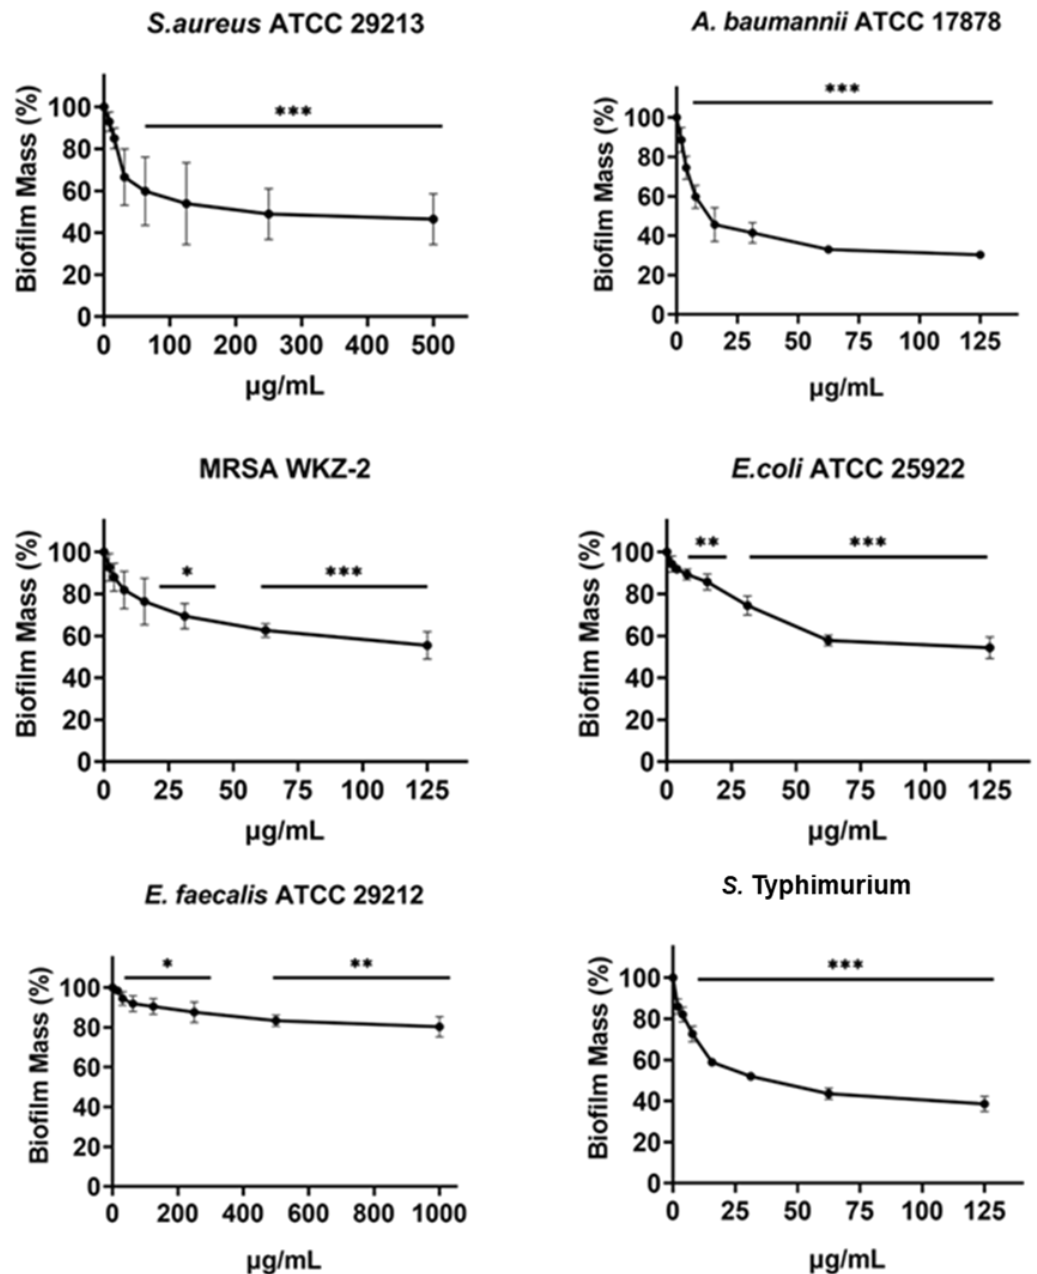 S.aureus ATCC 29213
***
Biofilm Mass (%)
100
80
60
40
20
0
0 100 200 300 400 500
µg/mL
A. baumannii ATCC 17878
***
Biofilm Mass (%)
100
80
60
40
20
0
0 25 50 75 100 125
µg/mL
MRSA WKZ-2
* ***
Biofilm Mass (%)
100
80
60
40
20
0
0 25 50 75 100 125
µg/mL
E.coli ATCC 25922
** ***
Biofilm Mass (%)
100
80
60
40
20
0
0 25 50 75 100 125
µg/mL
E. faecalis ATCC 29212
* **
Biofilm Mass (%)
100
80
60
40
20
0
0 200 400 600 800 1000
µg/mL
S. Typhimurium
***
Biofilm Mass (%)
100
80
60
40
20
0
0 25 50 75 100 125
µg/mL